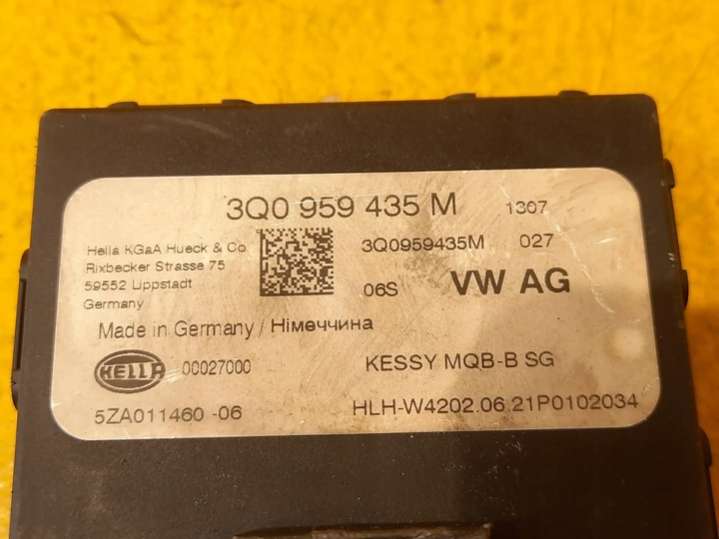 3Q0 959 435 M 1307
Hella KGaA Hueck & Co 3Q0959435M 027
Rixbecker Strasse 75
59552 Lippstadt 06S VW AG
Germany
Made in Germany / Німеччина
HELLA 00027000 KESSY MQB-B SG
5ZA011460 -06 HLH-W4202.06.21P0102034